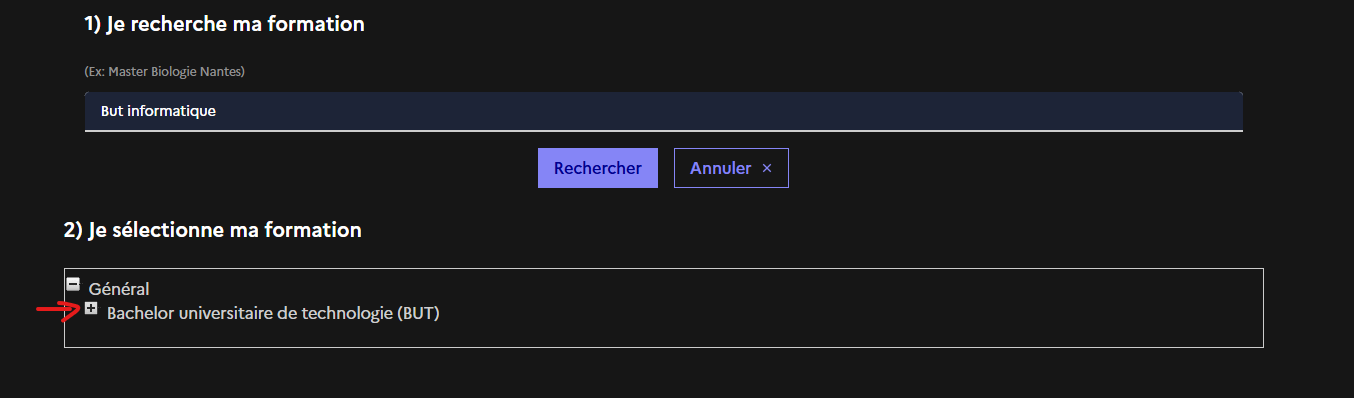 1) Je recherche ma formation
(Ex: Master Biologie Nantes)
But informatique
Rechercher
Annuler ×
2) Je sélectionne ma formation
Général
Bachelor universitaire de technologie (BUT)